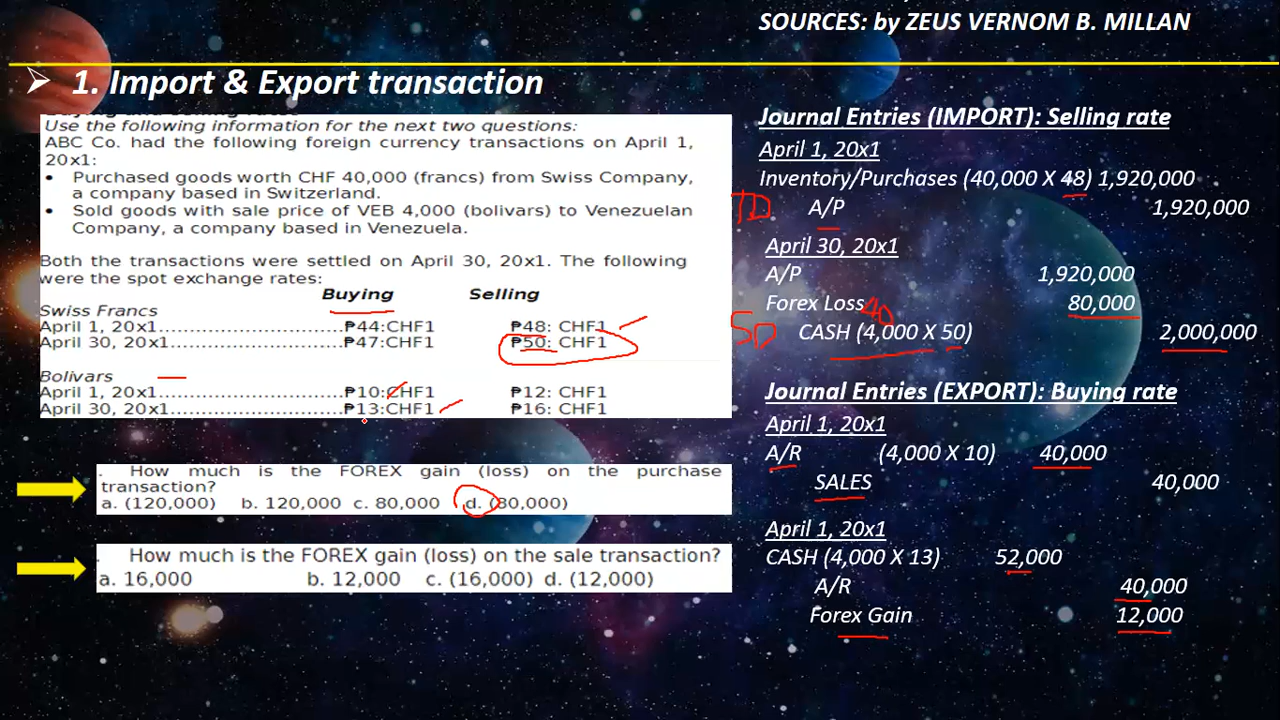 SOURCES: by ZEUS VERNOM B. MILLAN
➢ 1. Import & Export transaction
Use the following information for the next two questions:
ABC Co. had the following foreign currency transactions on April 1,
20x1:
• Purchased goods worth CHF 40,000 (francs) from Swiss Company,
a company based in Switzerland.
• Sold goods with sale price of VEB 4,000 (bolivars) to Venezuelan
Company, a company based in Venezuela.
Both the transactions were settled on April 30, 20x1. The following
were the spot exchange rates:
Buying Selling
Swiss Francs
April 1, 20x1.................................₱44:CHF1 ₱48: CHF1
April 30, 20x1...............................₱47:CHF1 ₱50: CHF1
Bolivars
April 1, 20x1.................................₱10:CHF1 ₱12: CHF1
April 30, 20x1...............................₱13:CHF1 ₱16: CHF1
. How much is the FOREX gain (loss) on the purchase
transaction?
a. (120,000) b. 120,000 c. 80,000 d. (80,000)
. How much is the FOREX gain (loss) on the sale transaction?
a. 16,000 b. 12,000 c. (16,000) d. (12,000)
Journal Entries (IMPORT): Selling rate
April 1, 20x1
Inventory/Purchases (40,000 X 48) 1,920,000
TD A/P 1,920,000
April 30, 20x1
A/P 1,920,000
Forex Loss 80,000
40
SD CASH (4,000 X 50) 2,000,000
Journal Entries (EXPORT): Buying rate
April 1, 20x1
A/R (4,000 X 10) 40,000
SALES 40,000
April 1, 20x1
CASH (4,000 X 13) 52,000
A/R 40,000
Forex Gain 12,000